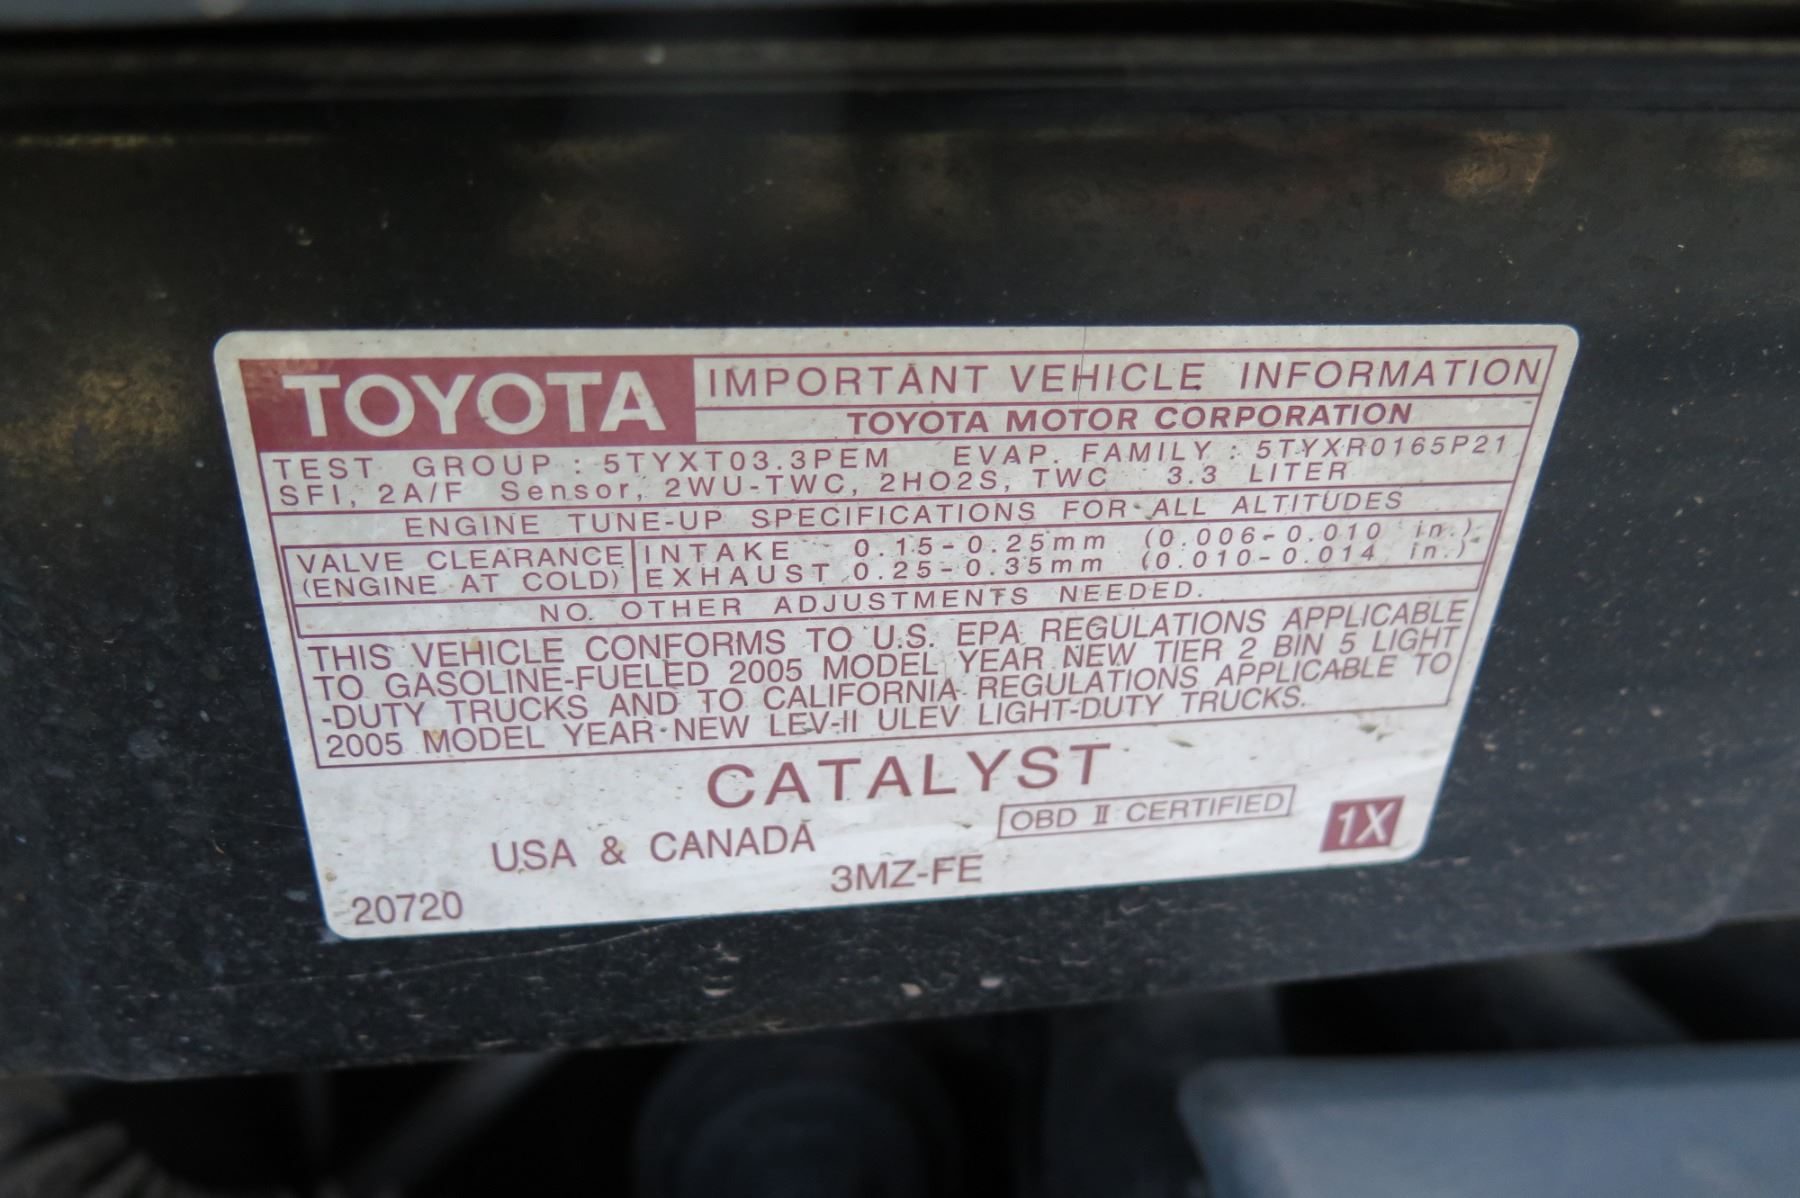 TOYOTA IMPORTANT VEHICLE INFORMATION
TOYOTA MOTOR CORPORATION
TEST GROUP : 5TYXT03.3PEM EVAP. FAMILY : 5TYXR0165P21
SFI, 2A/F Sensor, 2WU-TWC, 2HO2S, TWC 3.3 LITER
ENGINE TUNE-UP SPECIFICATIONS FOR ALL ALTITUDES
VALVE CLEARANCE INTAKE 0.15-0.25mm (0.006-0.010 in.)
(ENGINE AT COLD) EXHAUST 0.25-0.35mm (0.010-0.014 in.)
NO OTHER ADJUSTMENTS NEEDED.
THIS VEHICLE CONFORMS TO U.S. EPA REGULATIONS APPLICABLE
TO GASOLINE-FUELED 2005 MODEL YEAR NEW TIER 2 BIN 5 LIGHT
-DUTY TRUCKS AND TO CALIFORNIA REGULATIONS APPLICABLE TO
2005 MODEL YEAR NEW LEV-II ULEV LIGHT-DUTY TRUCKS.
CATALYST
OBD II CERTIFIED 1X
USA & CANADA
3MZ-FE
20720